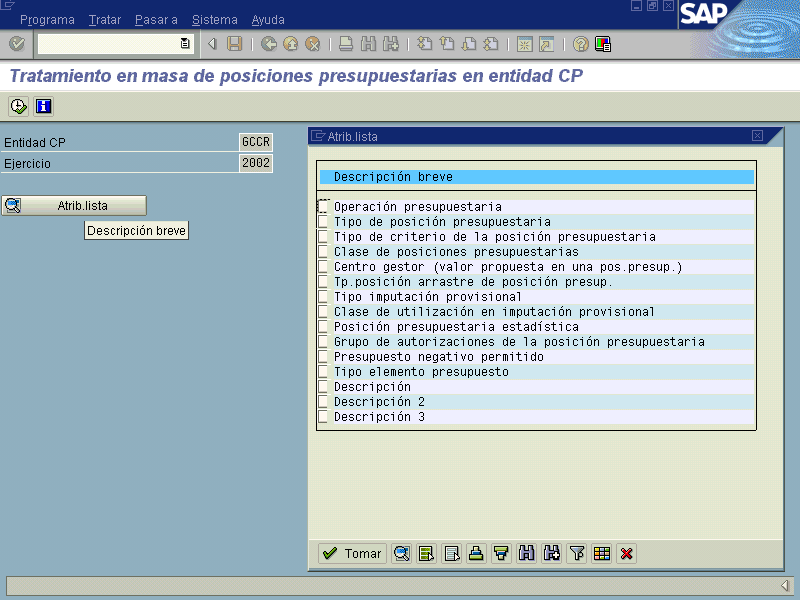 Programa Tratar Pasar a Sistema Ayuda
SAP
Tratamiento en masa de posiciones presupuestarias en entidad CP
Entidad CP GCCR
Ejercicio 2002
Atrib.lista
Descripción breve
Atrib.lista
Descripción breve
Operación presupuestaria
Tipo de posición presupuestaria
Tipo de criterio de la posición presupuestaria
Clase de posiciones presupuestarias
Centro gestor (valor propuesta en una pos.presup.)
Tp.posición arrastre de posición presup.
Tipo imputación provisional
Clase de utilización en imputación provisional
Posición presupuestaria estadística
Grupo de autorizaciones de la posición presupuestaria
Presupuesto negativo permitido
Tipo elemento presupuesto
Descripción
Descripción 2
Descripción 3
Tomar